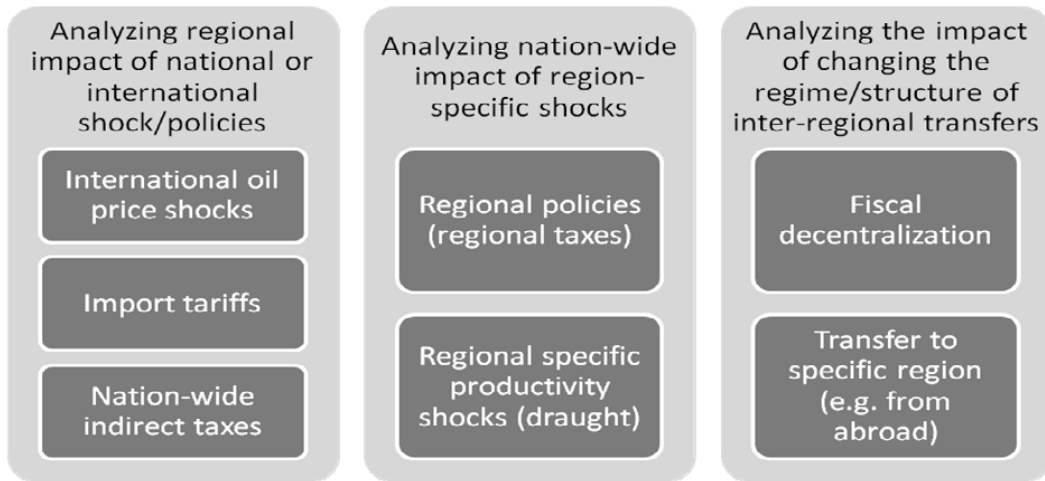 Analyzing regional
impact of national or
international
shock/policies
International oil
price shocks
Import tariffs
Nation-wide
indirect taxes
Analyzing nation-wide
impact of region-
specific shocks
Regional policies
(regional taxes)
Regional specific
productivity
shocks (draught)
Analyzing the impact
of changing the
regime/structure of
inter-regional transfers
Fiscal
decentralization
Transfer to
specific region
(e.g. from
abroad)